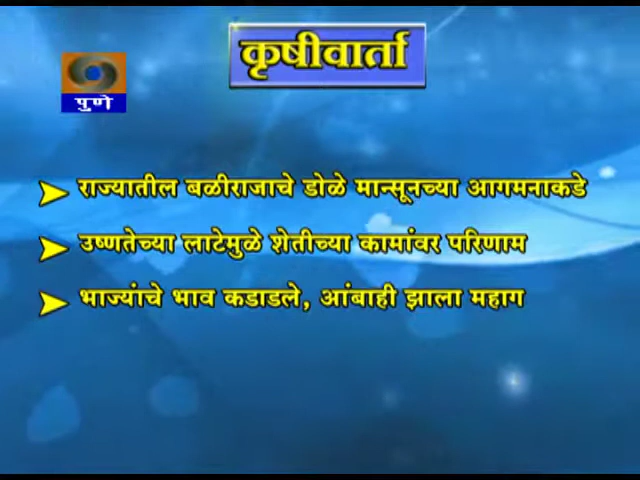 कृषीवार्ता
पुणे
राज्यातील बळीराजाचे डोळे मान्सूनच्या आगमनाकडे
उष्णतेच्या लाटेमुळे शेतीच्या कामांवर परिणाम
भाज्यांचे भाव कडाडले, आंबाही झाला महाग